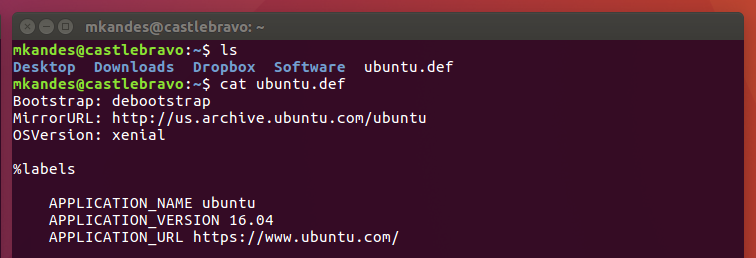 mkandes@castlebravo: ~
mkandes@castlebravo:~$ ls
Desktop  Downloads  Dropbox  Software  ubuntu.def
mkandes@castlebravo:~$ cat ubuntu.def
Bootstrap: debootstrap
MirrorURL: http://us.archive.ubuntu.com/ubuntu
OSVersion: xenial
%labels
    APPLICATION_NAME ubuntu
    APPLICATION_VERSION 16.04
    APPLICATION_URL https://www.ubuntu.com/